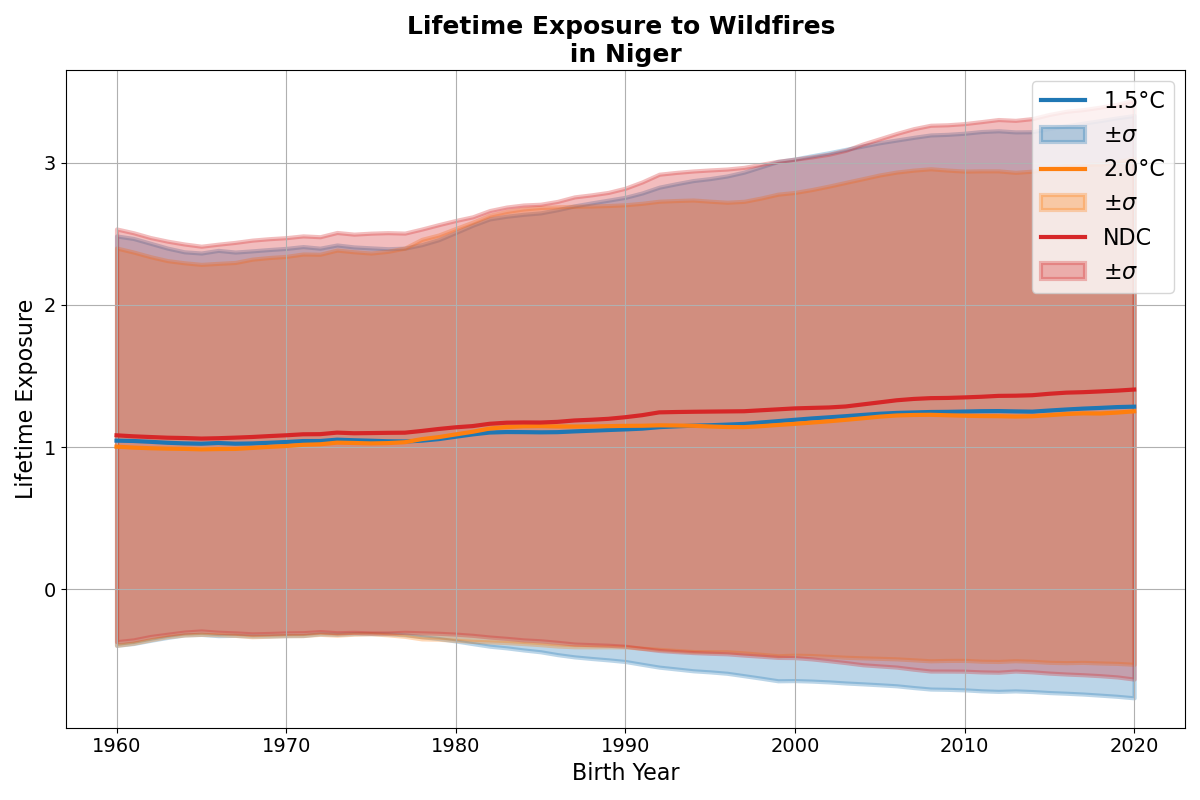 Lifetime Exposure to Wildfires
in Niger
1.5°C
±σ
2.0°C
±σ
NDC
±σ
Lifetime Exposure
3
2
1
0
1960 1970 1980 1990 2000 2010 2020
Birth Year